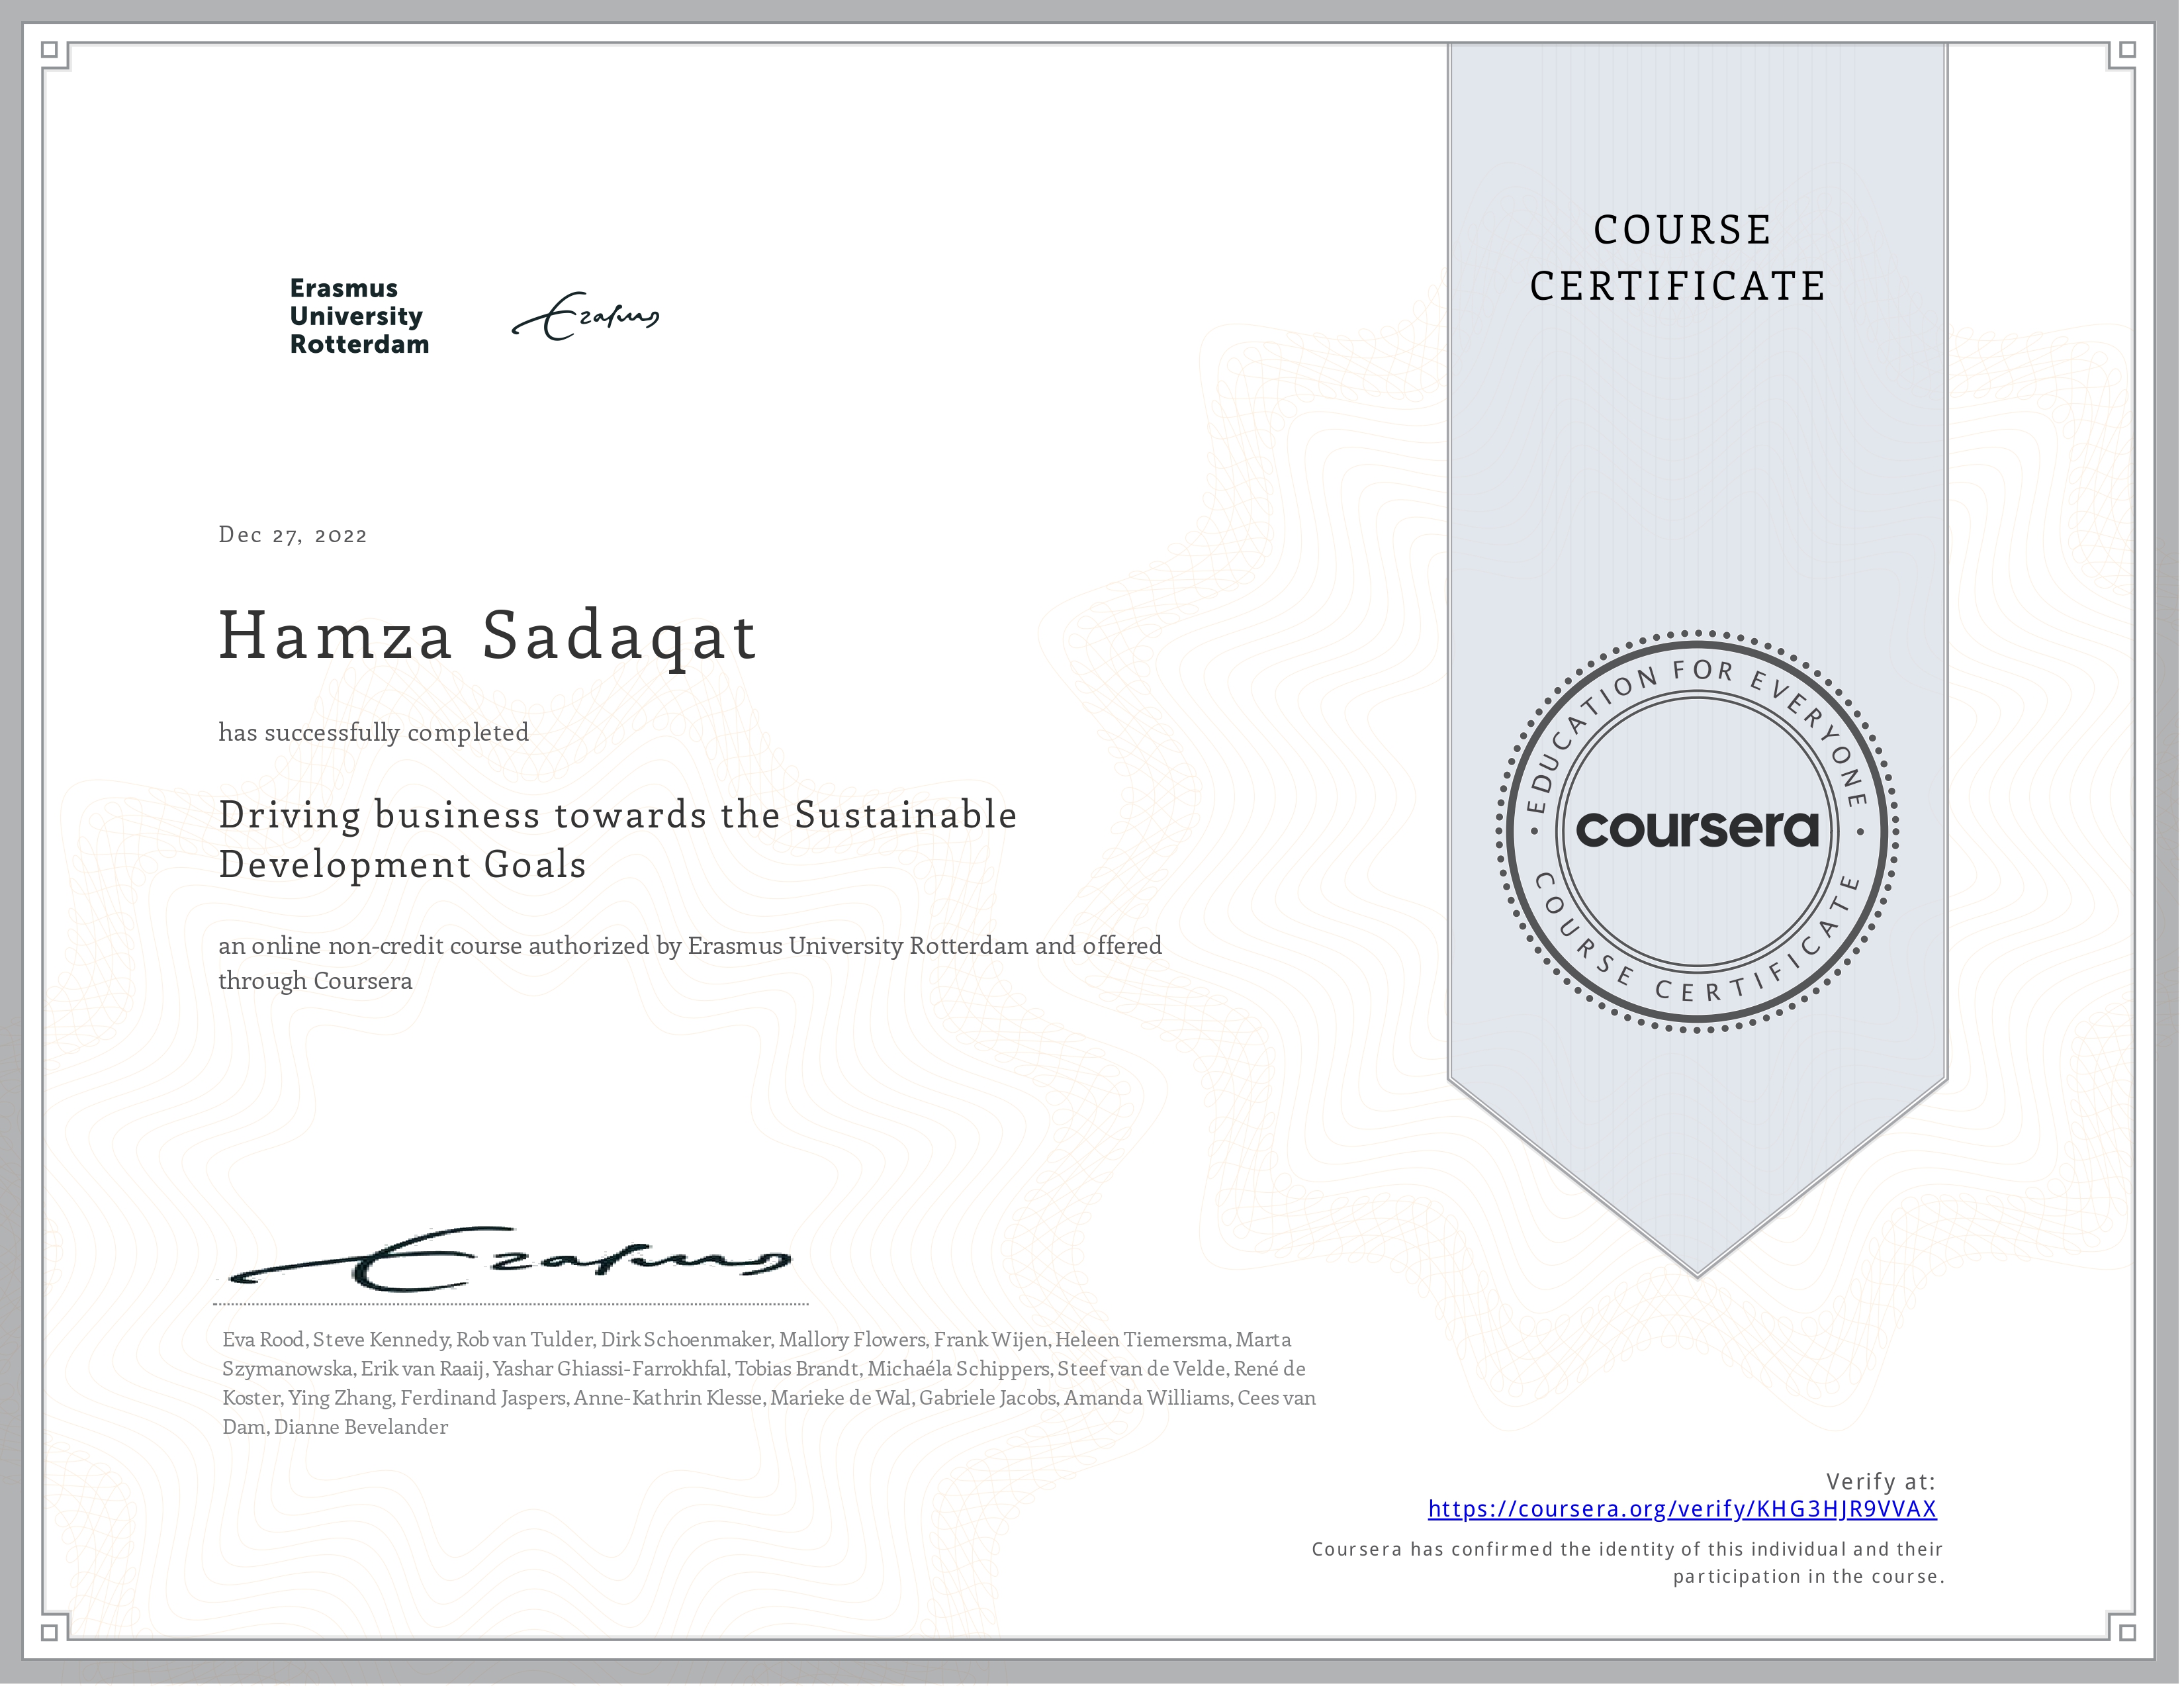 COURSE
CERTIFICATE
Erasmus
University
Rotterdam
Erasmus
Dec 27, 2022
Hamza Sadaqat
has successfully completed
Driving business towards the Sustainable
Development Goals
an online non-credit course authorized by Erasmus University Rotterdam and offered
through Coursera
EDUCATION FOR EVERYONE
coursera
COURSE CERTIFICATE
Erasmus
Eva Rood, Steve Kennedy, Rob van Tulder, Dirk Schoenmaker, Mallory Flowers, Frank Wijen, Heleen Tiemersma, Marta
Szymanowska, Erik van Raaij, Yashar Ghiassi-Farrokhfal, Tobias Brandt, Michaéla Schippers, Steef van de Velde, René de
Koster, Ying Zhang, Ferdinand Jaspers, Anne-Kathrin Klesse, Marieke de Wal, Gabriele Jacobs, Amanda Williams, Cees van
Dam, Dianne Bevelander
Verify at:
https://coursera.org/verify/KHG3HJR9VVAX
Coursera has confirmed the identity of this individual and their
participation in the course.